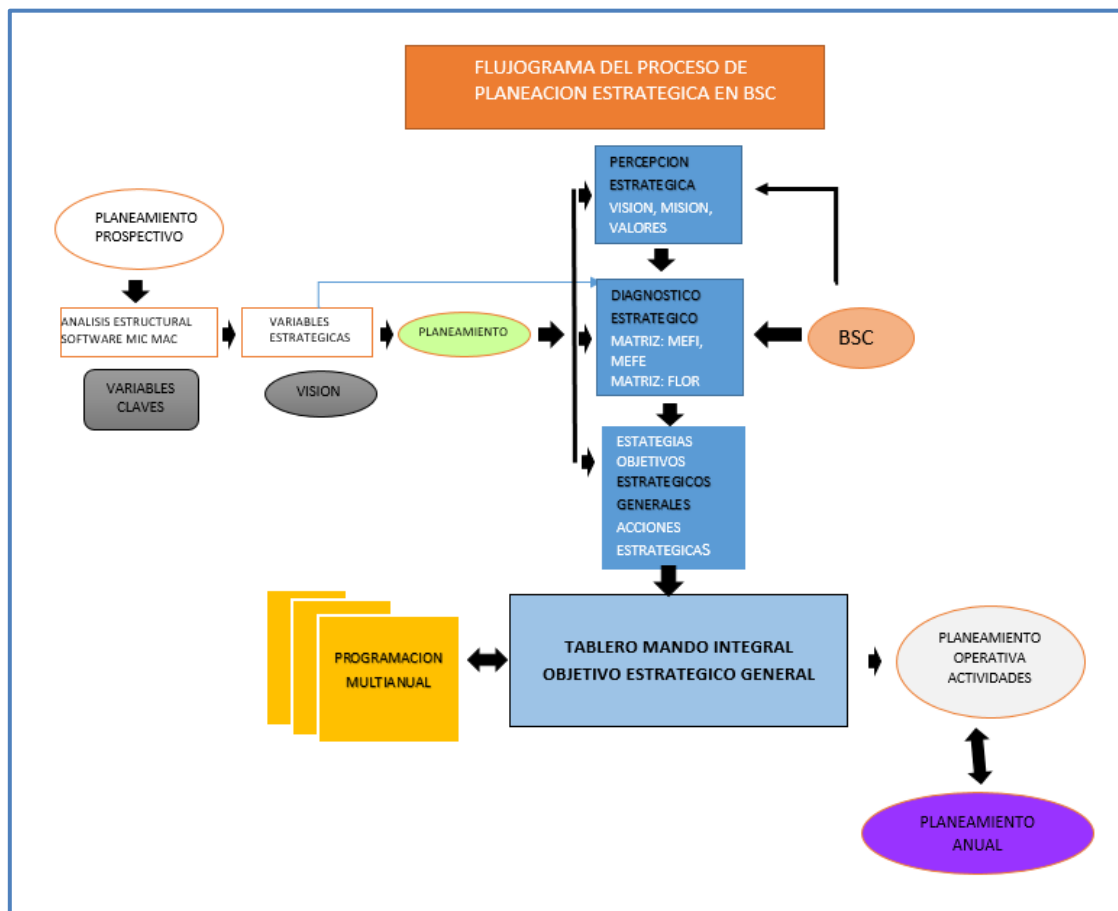 FLUJOGRAMA DEL PROCESO DE
PLANEACION ESTRATEGICA EN BSC
PERCEPCION
ESTRATEGICA
VISION, MISION,
VALORES
PLANEAMIENTO
PROSPECTIVO
ANALISIS ESTRUCTURAL
SOFTWARE MIC MAC
VARIABLES
ESTRATEGICAS
PLANEAMIENTO
DIAGNOSTICO
ESTRATEGICO
MATRIZ: MEFI,
MEFE
MATRIZ: FLOR
BSC
VARIABLES
CLAVES
VISION
ESTATEGIAS
OBJETIVOS
ESTRATEGICOS
GENERALES
ACCIONES
ESTRATEGICAS
PROGRAMACION
MULTIANUAL
TABLERO MANDO INTEGRAL
OBJETIVO ESTRATEGICO GENERAL
PLANEAMIENTO
OPERATIVA
ACTIVIDADES
PLANEAMIENTO
ANUAL